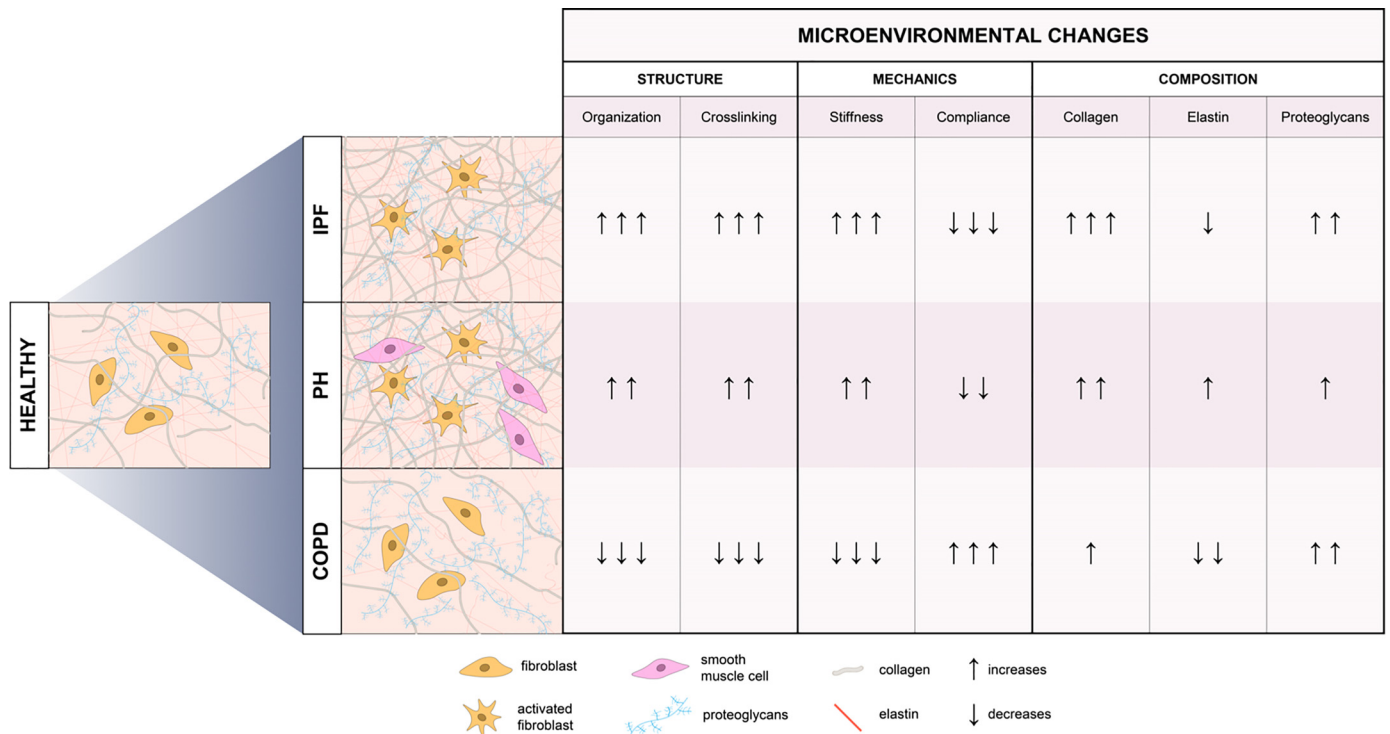 MICROENVIRONMENTAL CHANGES
STRUCTURE
MECHANICS
COMPOSITION
Organization
Crosslinking
Stiffness
Compliance
Collagen
Elastin
Proteoglycans
HEALTHY
IPF
↑↑↑
↑↑↑
↑↑↑
↓↓↓
↑↑↑
↓
↑↑
PH
↑↑
↑↑
↑↑
↓↓
↑↑
↑
↑
COPD
↓↓↓
↓↓↓
↓↓↓
↑↑↑
↑
↓↓
↑↑
fibroblast
smooth
muscle cell
collagen
↑ increases
activated
fibroblast
proteoglycans
elastin
↓ decreases